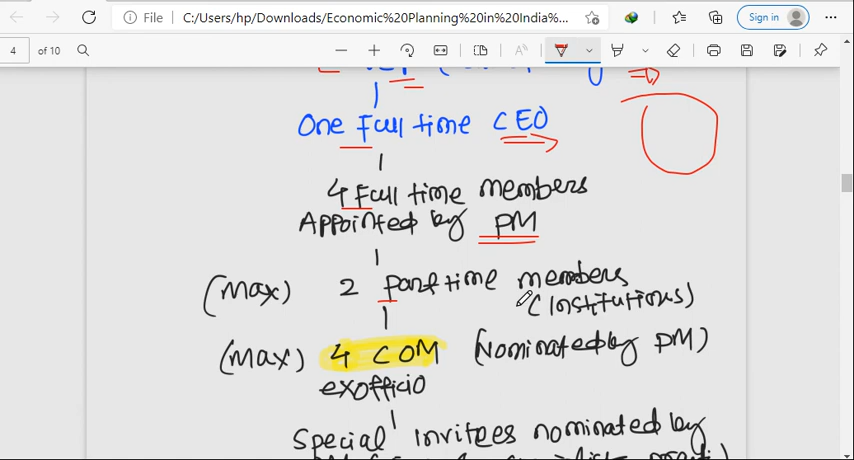 File C:/Users/hp/Downloads/Economic%20Planning%20in%20India%...
Sign in
4 of 10
One Full time CEO
4 Full time members
Appointed by PM
(Max) 2 part time members
(Institutions)
(Max) 4 COM (Nominated by PM)
exofficio
Special invitees nominated by